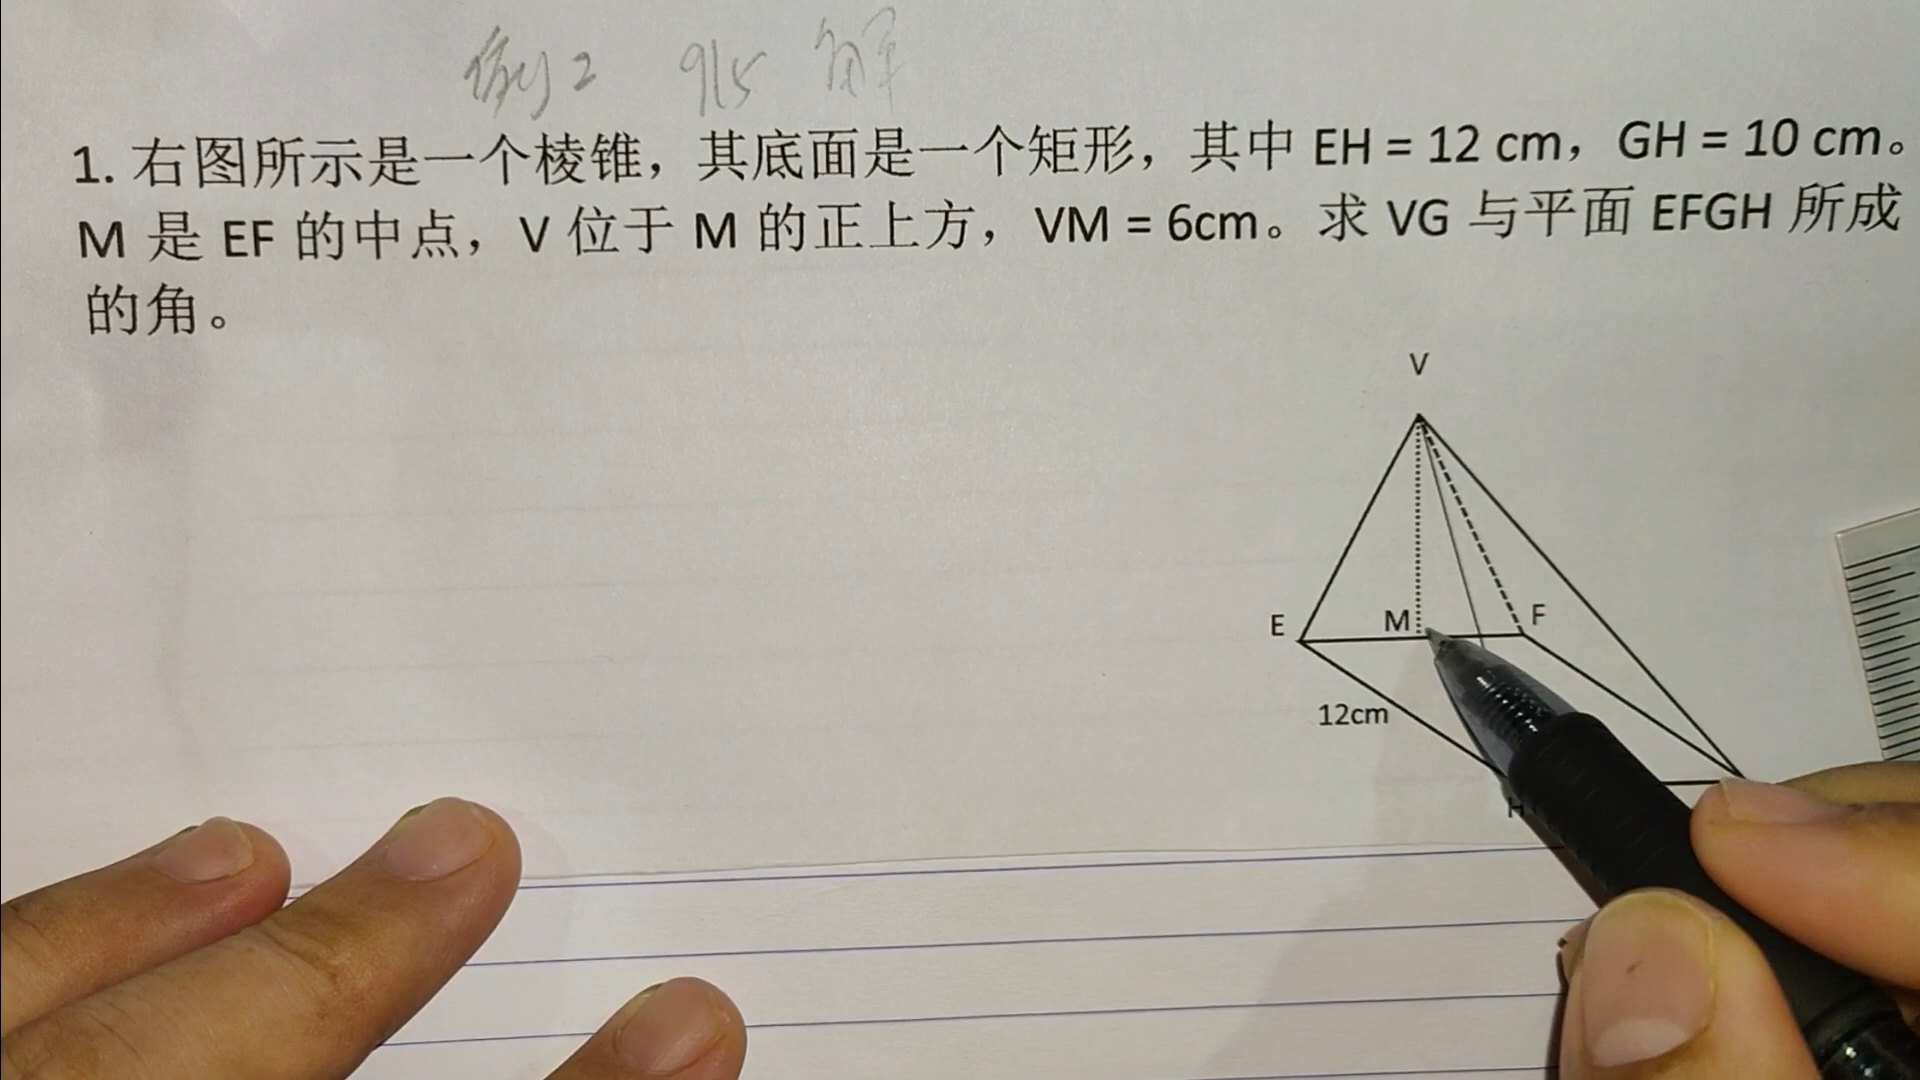 例2 915 解
1. 右图所示是一个棱锥，其底面是一个矩形，其中 EH = 12 cm，GH = 10 cm。
M 是 EF 的中点，V 位于 M 的正上方，VM = 6cm。求 VG 与平面 EFGH 所成
的角。
V
E M F
12cm
H